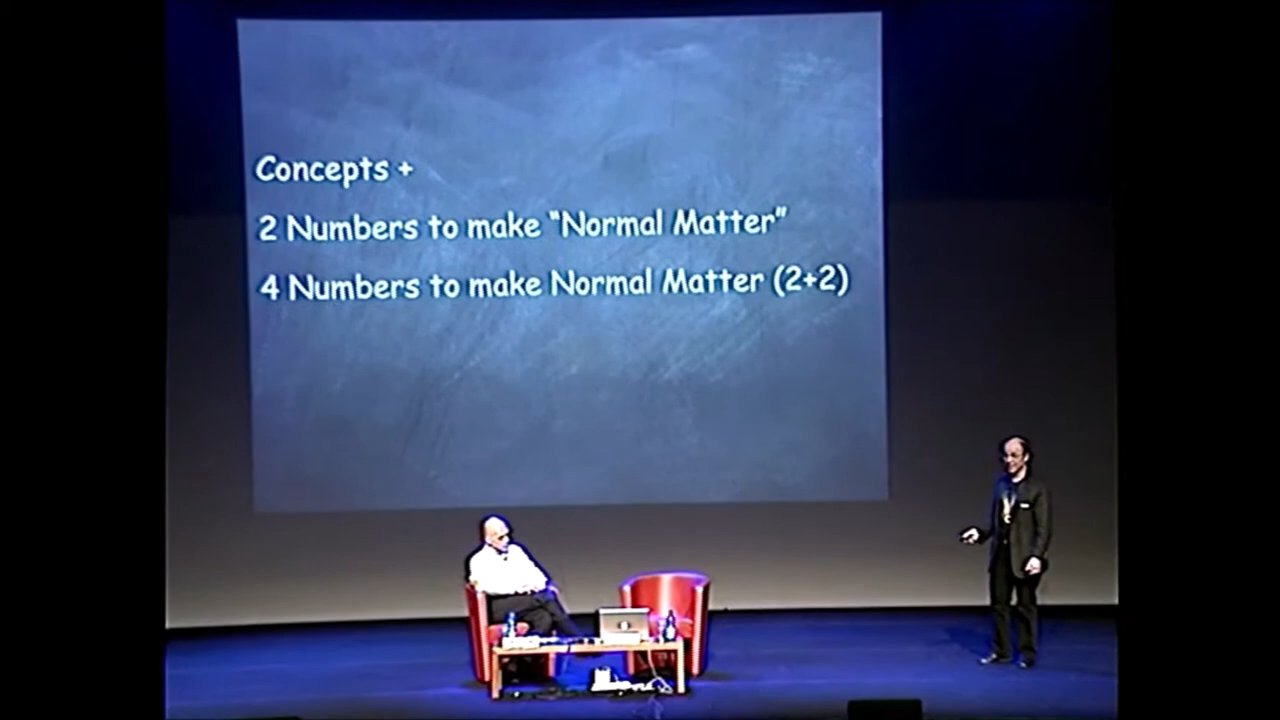 Concepts +
2 Numbers to make “Normal Matter”
4 Numbers to make Normal Matter (2+2)